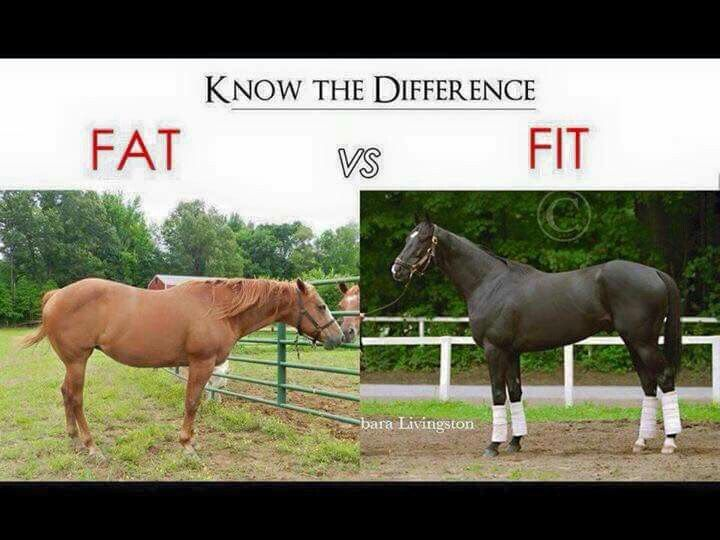 KNOW THE DIFFERENCE
FAT
VS
FIT
©
bara Livingston